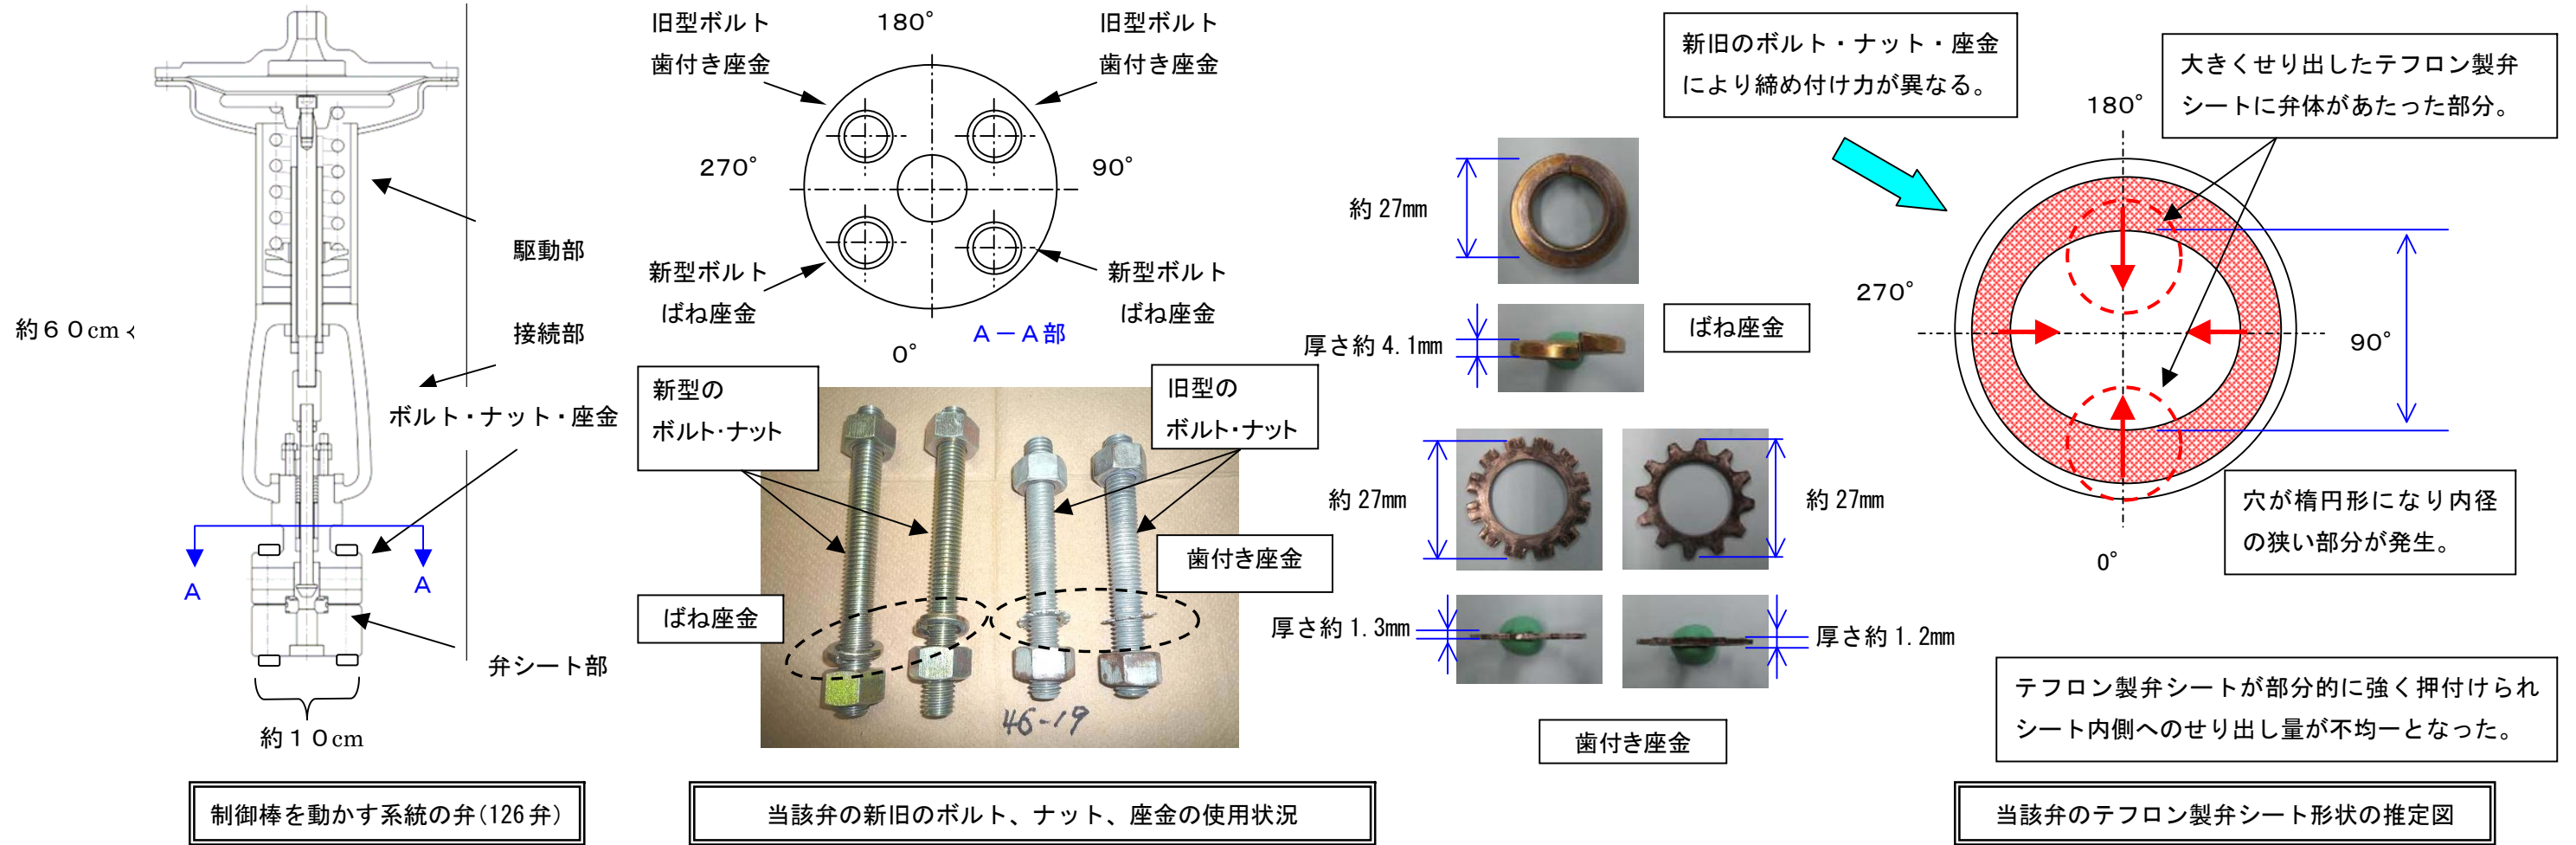 約６０cm
駆動部
接続部
ボルト・ナット・座金
A
A
弁シート部
約１０cm
制御棒を動かす系統の弁(126弁)
旧型ボルト
歯付き座金
180°
旧型ボルト
歯付き座金
270°
90°
新型ボルト
ばね座金
新型ボルト
ばね座金
0°
A－A部
新型の
ボルト・ナット
旧型の
ボルト・ナット
歯付き座金
ばね座金
46-19
当該弁の新旧のボルト、ナット、座金の使用状況
約27mm
厚さ約4.1mm
ばね座金
約27mm
約27mm
厚さ約1.3mm
厚さ約1.2mm
歯付き座金
新旧のボルト・ナット・座金
により締め付け力が異なる。
大きくせり出したテフロン製弁
シートに弁体があたった部分。
180°
270°
90°
0°
穴が楕円形になり内径
の狭い部分が発生。
テフロン製弁シートが部分的に強く押付けられ
シート内側へのせり出し量が不均一となった。
当該弁のテフロン製弁シート形状の推定図